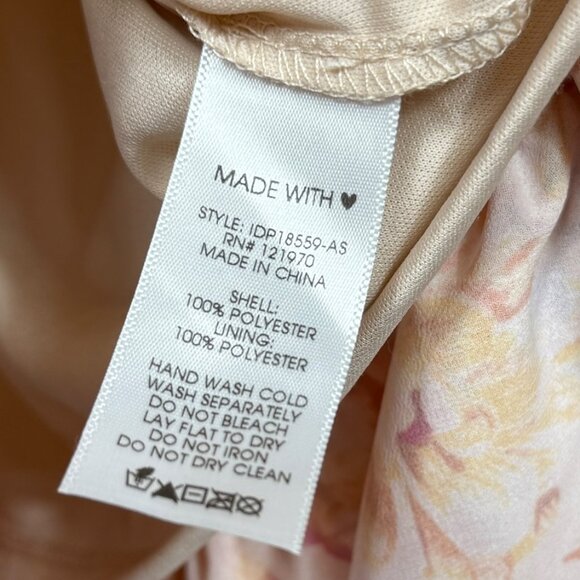 MADE WITH ♥
STYLE: IDP18559-AS
RN# 121970
MADE IN CHINA
SHELL:
100% POLYESTER
LINING:
100% POLYESTER
HAND WASH COLD
WASH SEPARATELY
DO NOT BLEACH
LAY FLAT TO DRY
DO NOT IRON
DO NOT DRY CLEAN